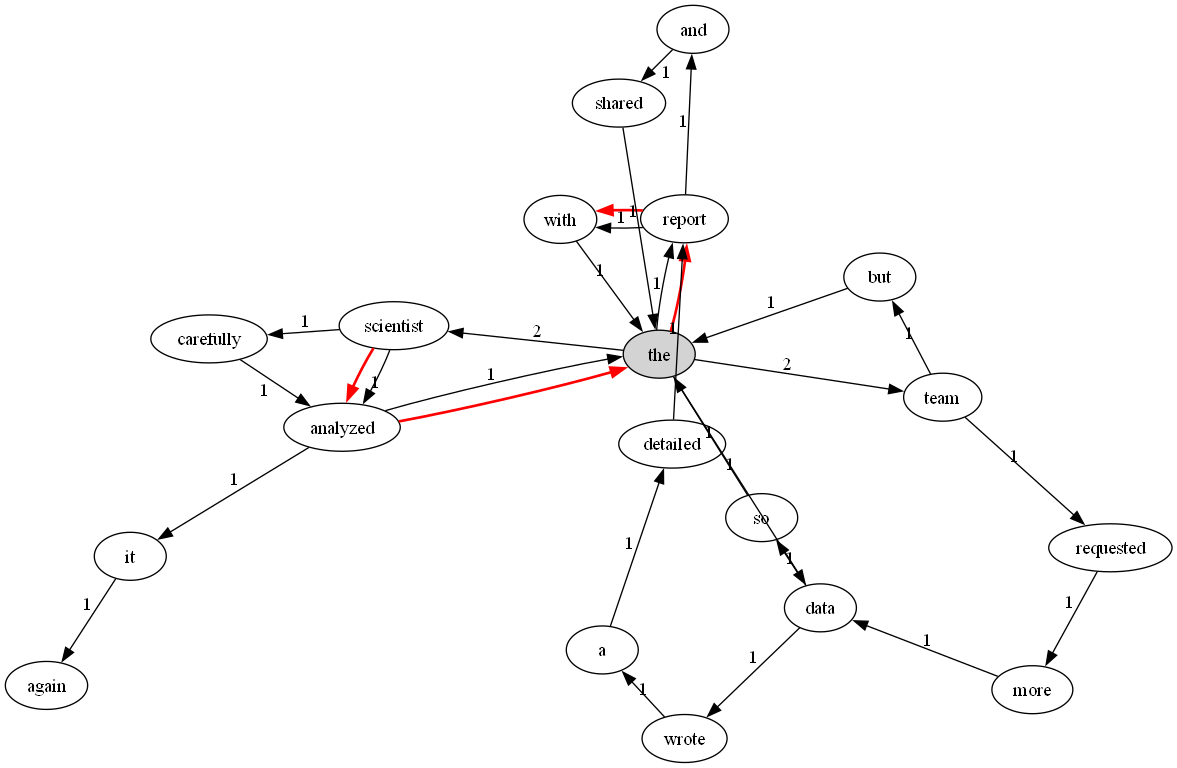 and
1
shared
1
with
1
1
report
1
but
1
scientist
1
carefully
2
the
1
1
2
1
team
1
1
analyzed
1
detailed
1
1
1
1
so
requested
it
1
1
1
data
1
1
a
1
again
1
more
1
wrote